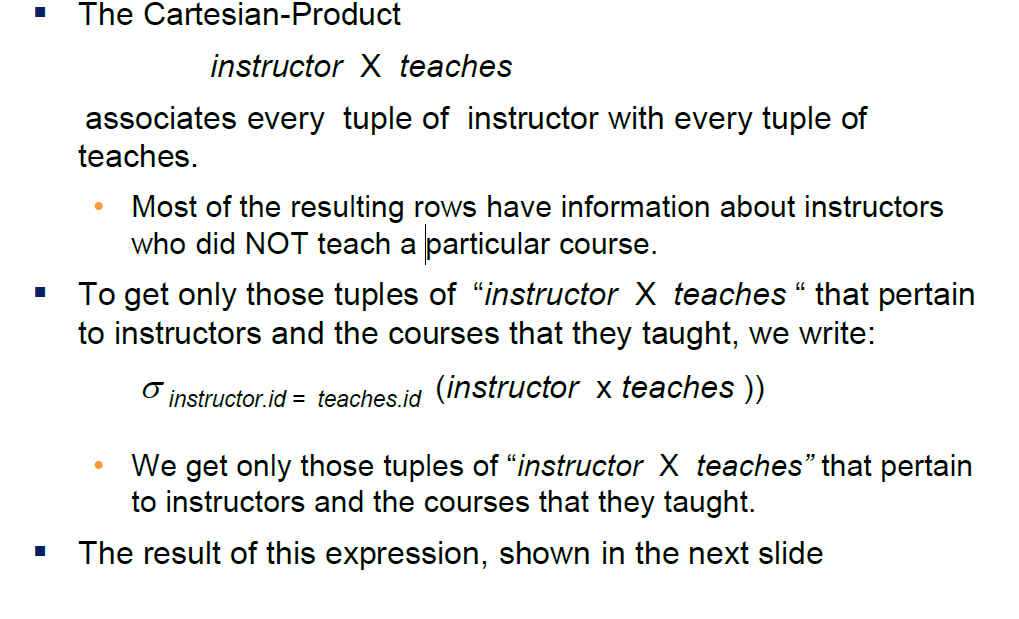 ▪ The Cartesian-Product
instructor X teaches
associates every tuple of instructor with every tuple of
teaches.
• Most of the resulting rows have information about instructors
who did NOT teach a particular course.
▪ To get only those tuples of “instructor X teaches “ that pertain
to instructors and the courses that they taught, we write:
σ instructor.id = teaches.id (instructor x teaches ))
• We get only those tuples of “instructor X teaches” that pertain
to instructors and the courses that they taught.
▪ The result of this expression, shown in the next slide